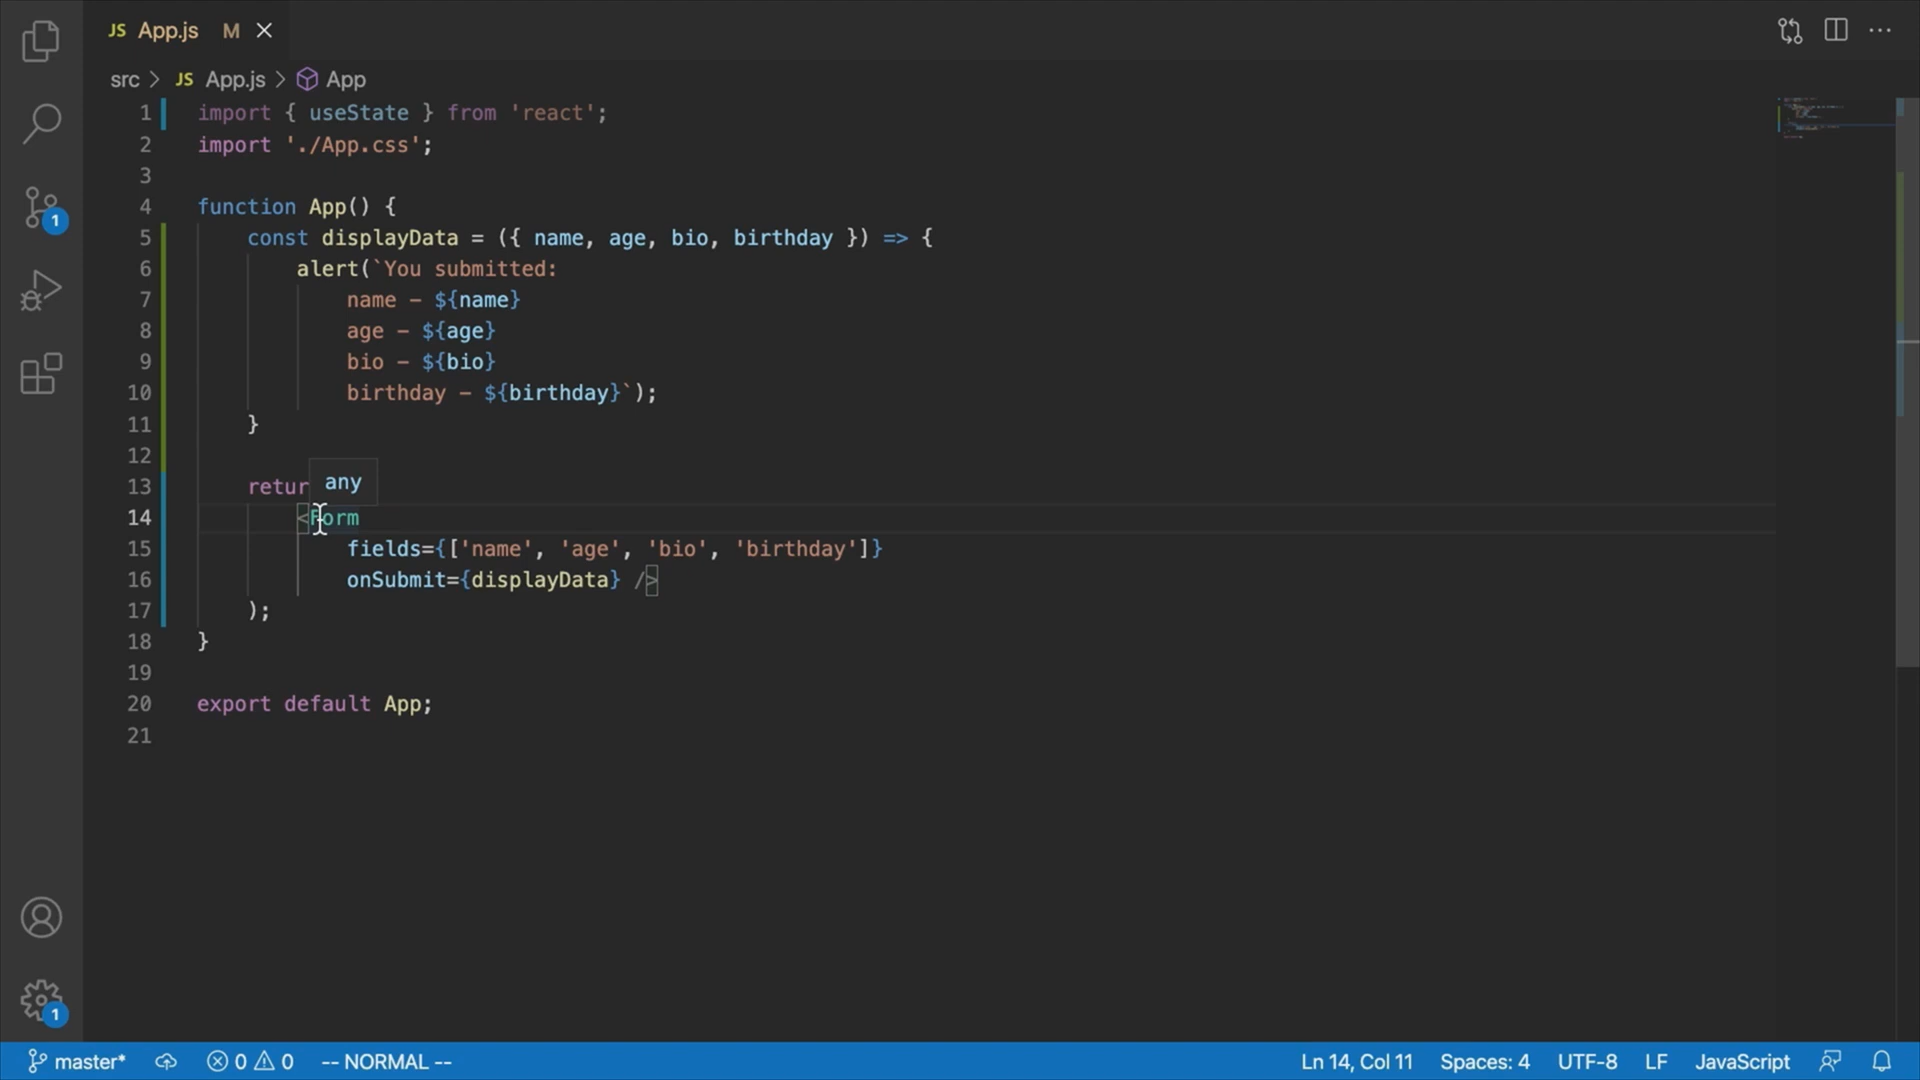 JS App.js M
src > JS App.js > App
1 import { useState } from 'react';
2 import './App.css';
3
4 function App() {
5 const displayData = ({ name, age, bio, birthday }) => {
6 alert(`You submitted:
7 name - ${name}
8 age - ${age}
9 bio - ${bio}
10 birthday - ${birthday}`);
11 }
12
any
13 retur
14 <Form
15 fields={['name', 'age', 'bio', 'birthday']}
16 onSubmit={displayData} />
17 );
18 }
19
20 export default App;
21
1
1
master* 0 0 -- NORMAL -- Ln 14, Col 11 Spaces: 4 UTF-8 LF JavaScript